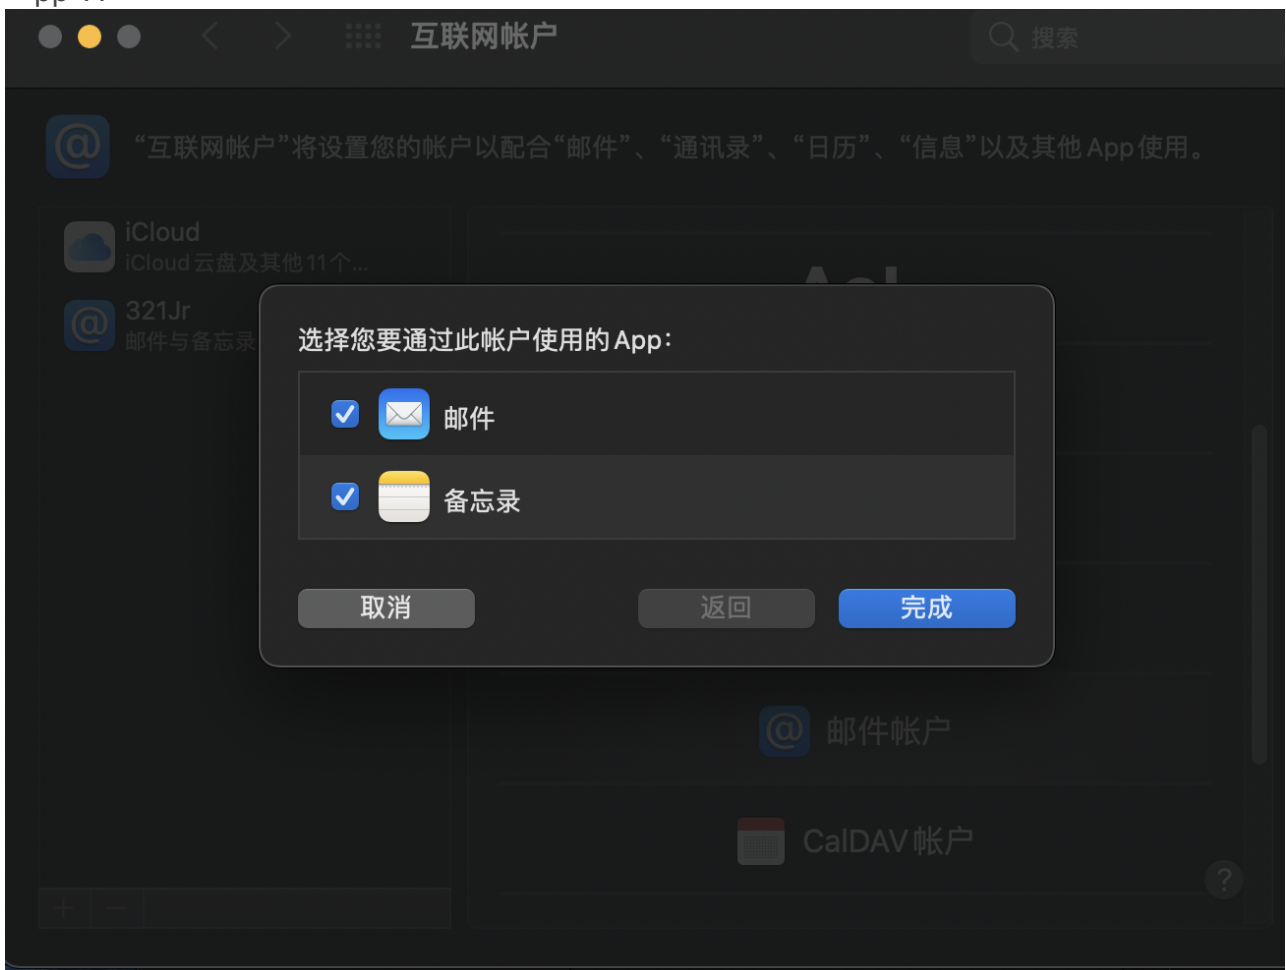 互联网帐户
搜索
“互联网帐户”将设置您的帐户以配合“邮件”、“通讯录”、“日历”、“信息”以及其他 App 使用。
iCloud
iCloud 云盘及其他 11 个...
321Jr
邮件与备忘录
选择您要通过此帐户使用的 App：
邮件
备忘录
取消
返回
完成
邮件帐户
CalDAV 帐户
?